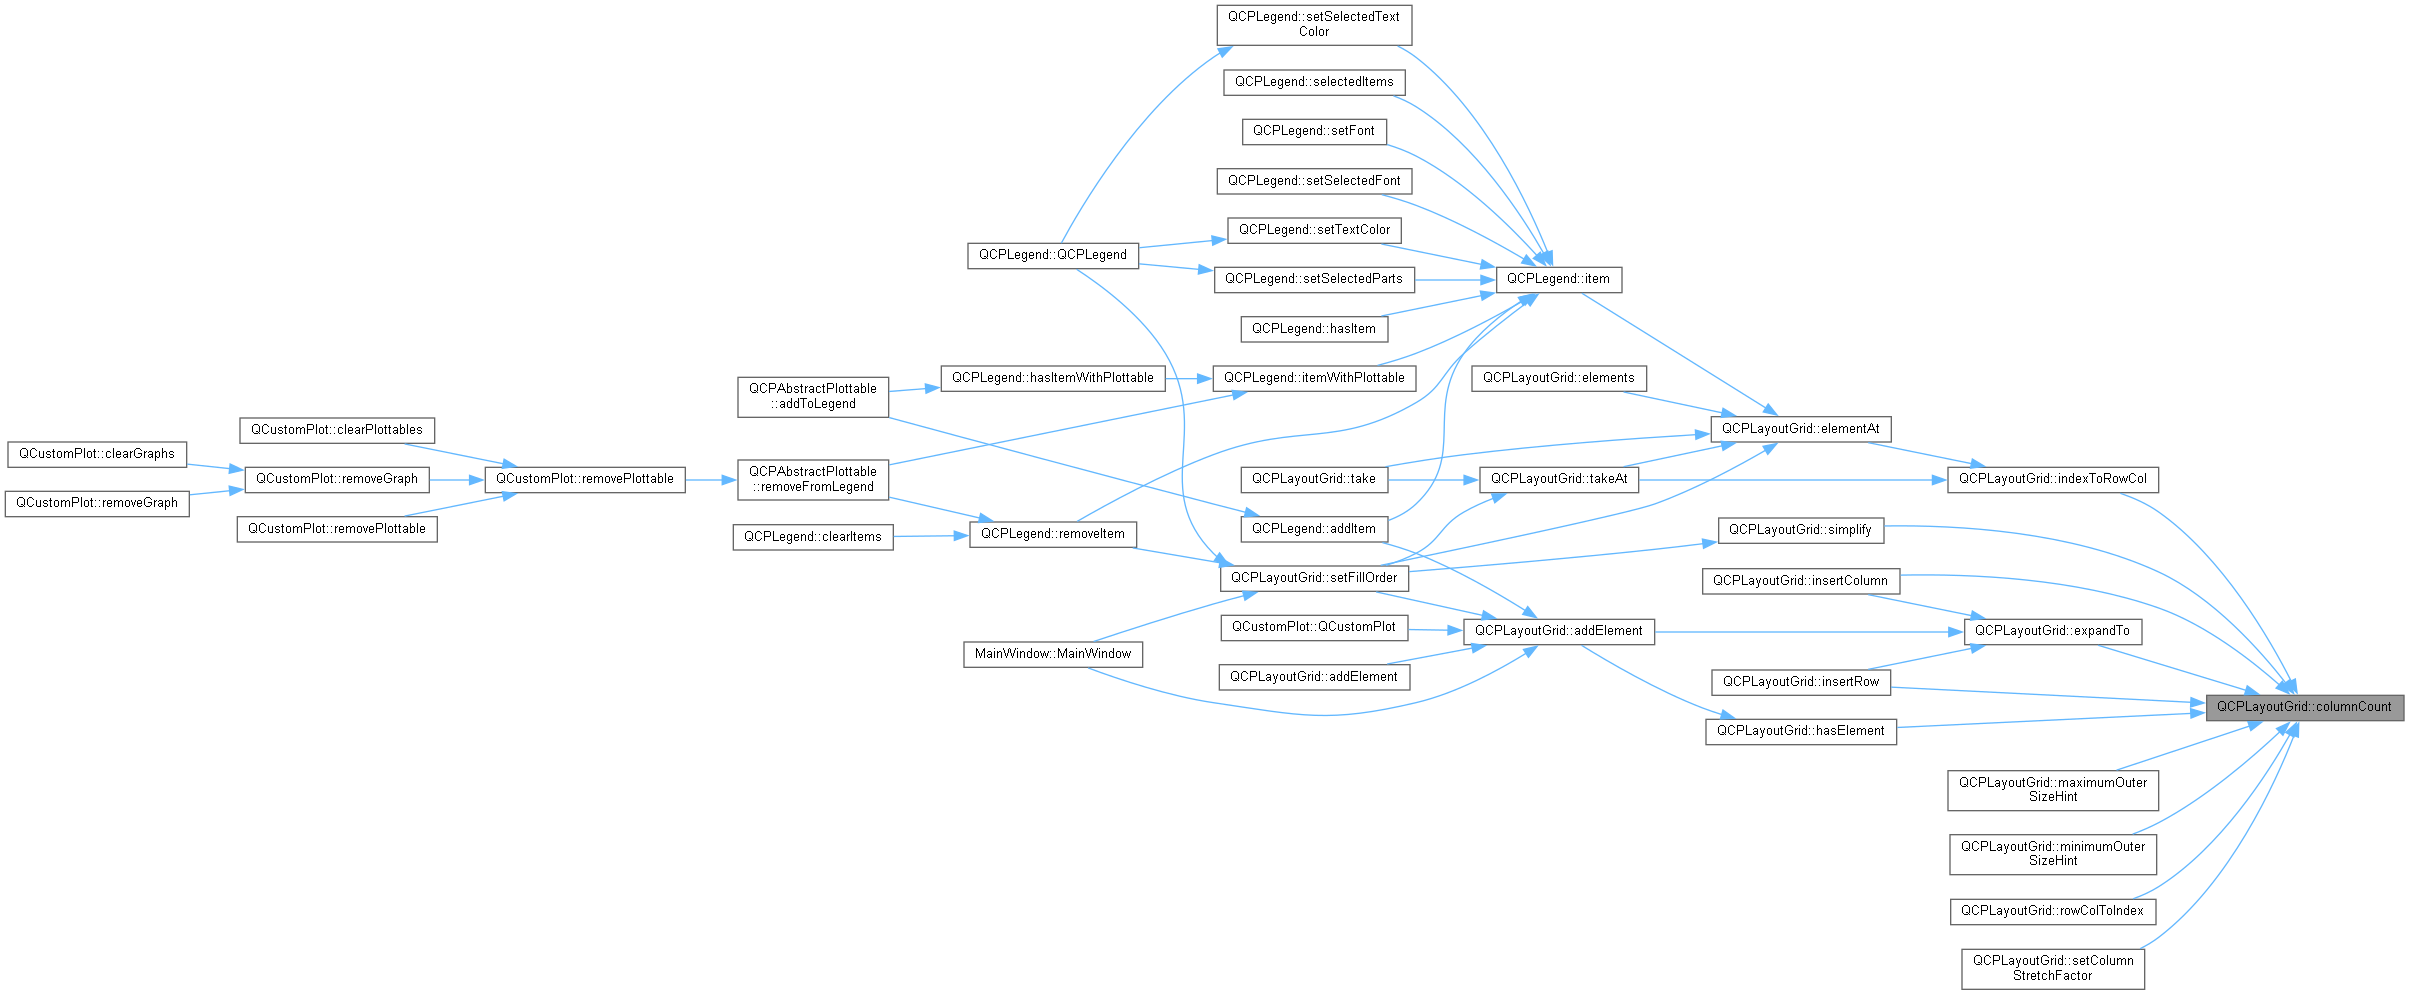 QCPLegend::setSelectedText
Color
QCPLegend::selectedItems
QCPLegend::setFont
QCPLegend::setSelectedFont
QCPLegend::setTextColor
QCPLegend::QCPLegend
QCPLegend::setSelectedParts
QCPLegend::item
QCPLegend::hasItem
QCPLegend::hasItemWithPlottable
QCPLegend::itemWithPlottable
QCPLayoutGrid::elements
QCPAbstractPlottable
::addToLegend
QCustomPlot::clearPlottables
QCPLayoutGrid::elementAt
QCustomPlot::clearGraphs
QCustomPlot::removeGraph
QCustomPlot::removePlottable
QCPAbstractPlottable
::removeFromLegend
QCPLayoutGrid::take
QCPLayoutGrid::takeAt
QCPLayoutGrid::indexToRowCol
QCustomPlot::removeGraph
QCustomPlot::removePlottable
QCPLegend::clearItems
QCPLegend::removeItem
QCPLegend::addItem
QCPLayoutGrid::simplify
QCPLayoutGrid::setFillOrder
QCPLayoutGrid::insertColumn
QCustomPlot::QCustomPlot
QCPLayoutGrid::addElement
QCPLayoutGrid::expandTo
MainWindow::MainWindow
QCPLayoutGrid::addElement
QCPLayoutGrid::insertRow
QCPLayoutGrid::columnCount
QCPLayoutGrid::hasElement
QCPLayoutGrid::maximumOuter
SizeHint
QCPLayoutGrid::minimumOuter
SizeHint
QCPLayoutGrid::rowColToIndex
QCPLayoutGrid::setColumn
StretchFactor